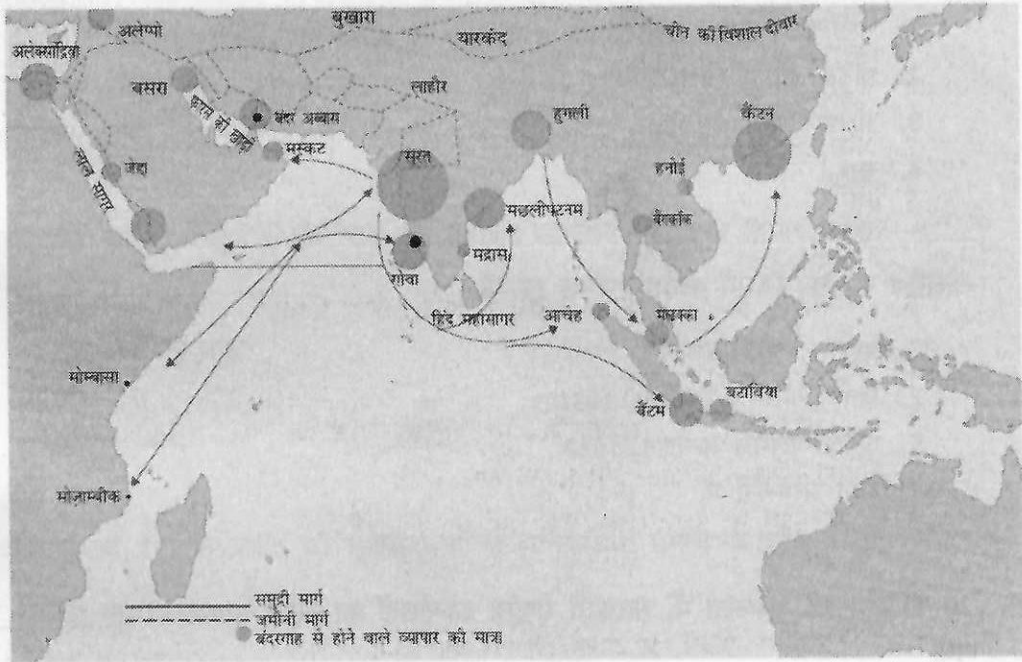 बुखारा
अलेप्पो
यारकंद
चीन की विशाल दीवार
अलेक्सांद्रिया
बसरा
लाहौर
फ़ारस की खाड़ी
बंदर अब्बास
हुगली
कैंटन
मस्कट
सूरत
लाल सागर
जेद्दा
हनोई
मछलीपटनम
बैंकॉक
मद्रास
गोवा
हिंद महासागर
आचेह
मलक्का
मोम्बासा
बटाविया
बैंटम
मोज़ाम्बीक
समुद्री मार्ग
ज़मीनी मार्ग
बंदरगाह से होने वाले व्यापार की मात्रा